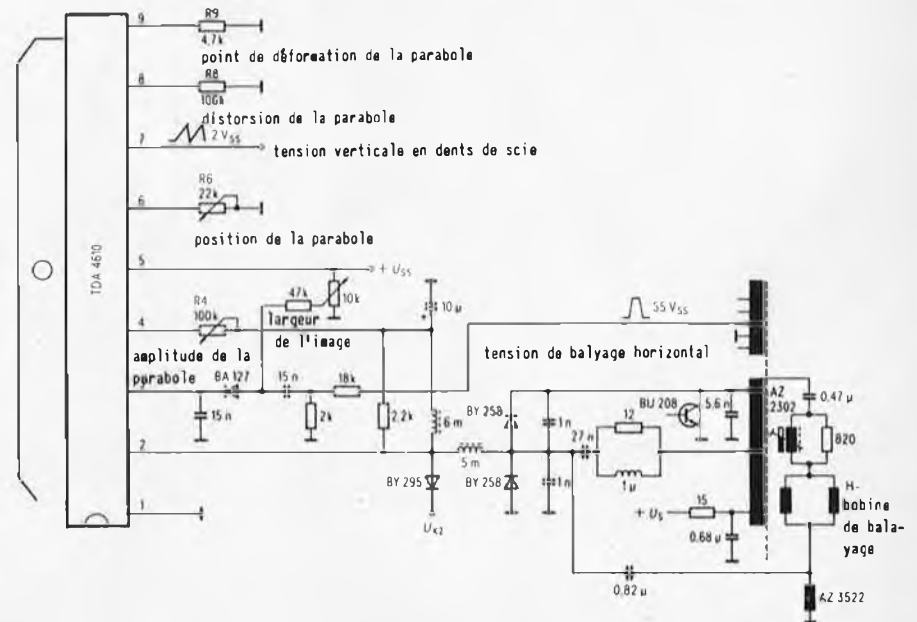 9
R9
4,7k
point de déformation de la parabole
8
R8
100k
distorsion de la parabole
7
2 Vss
tension verticale en dents de scie
R6
6
22k
position de la parabole
TDA 4610
5
+ Uss
47k
10k
10 µ
55 Vss
R4
4
100k
largeur
de l'image
amplitude de la
parabole
tension de balyage horizontal
3
BA 127
15 n
18k
15 n
2k
2,2k
6 m
BY 258
1 n
27 n
12
BU 208
5,6 n
AZ
2302
0,47 µ
820
2
5 m
BY 295
BY 258
1 n
1 µ
UK2
+ Us
15
0,68 µ
H-
bobine
de bala-
yage
1
0,82 µ
AZ 3522